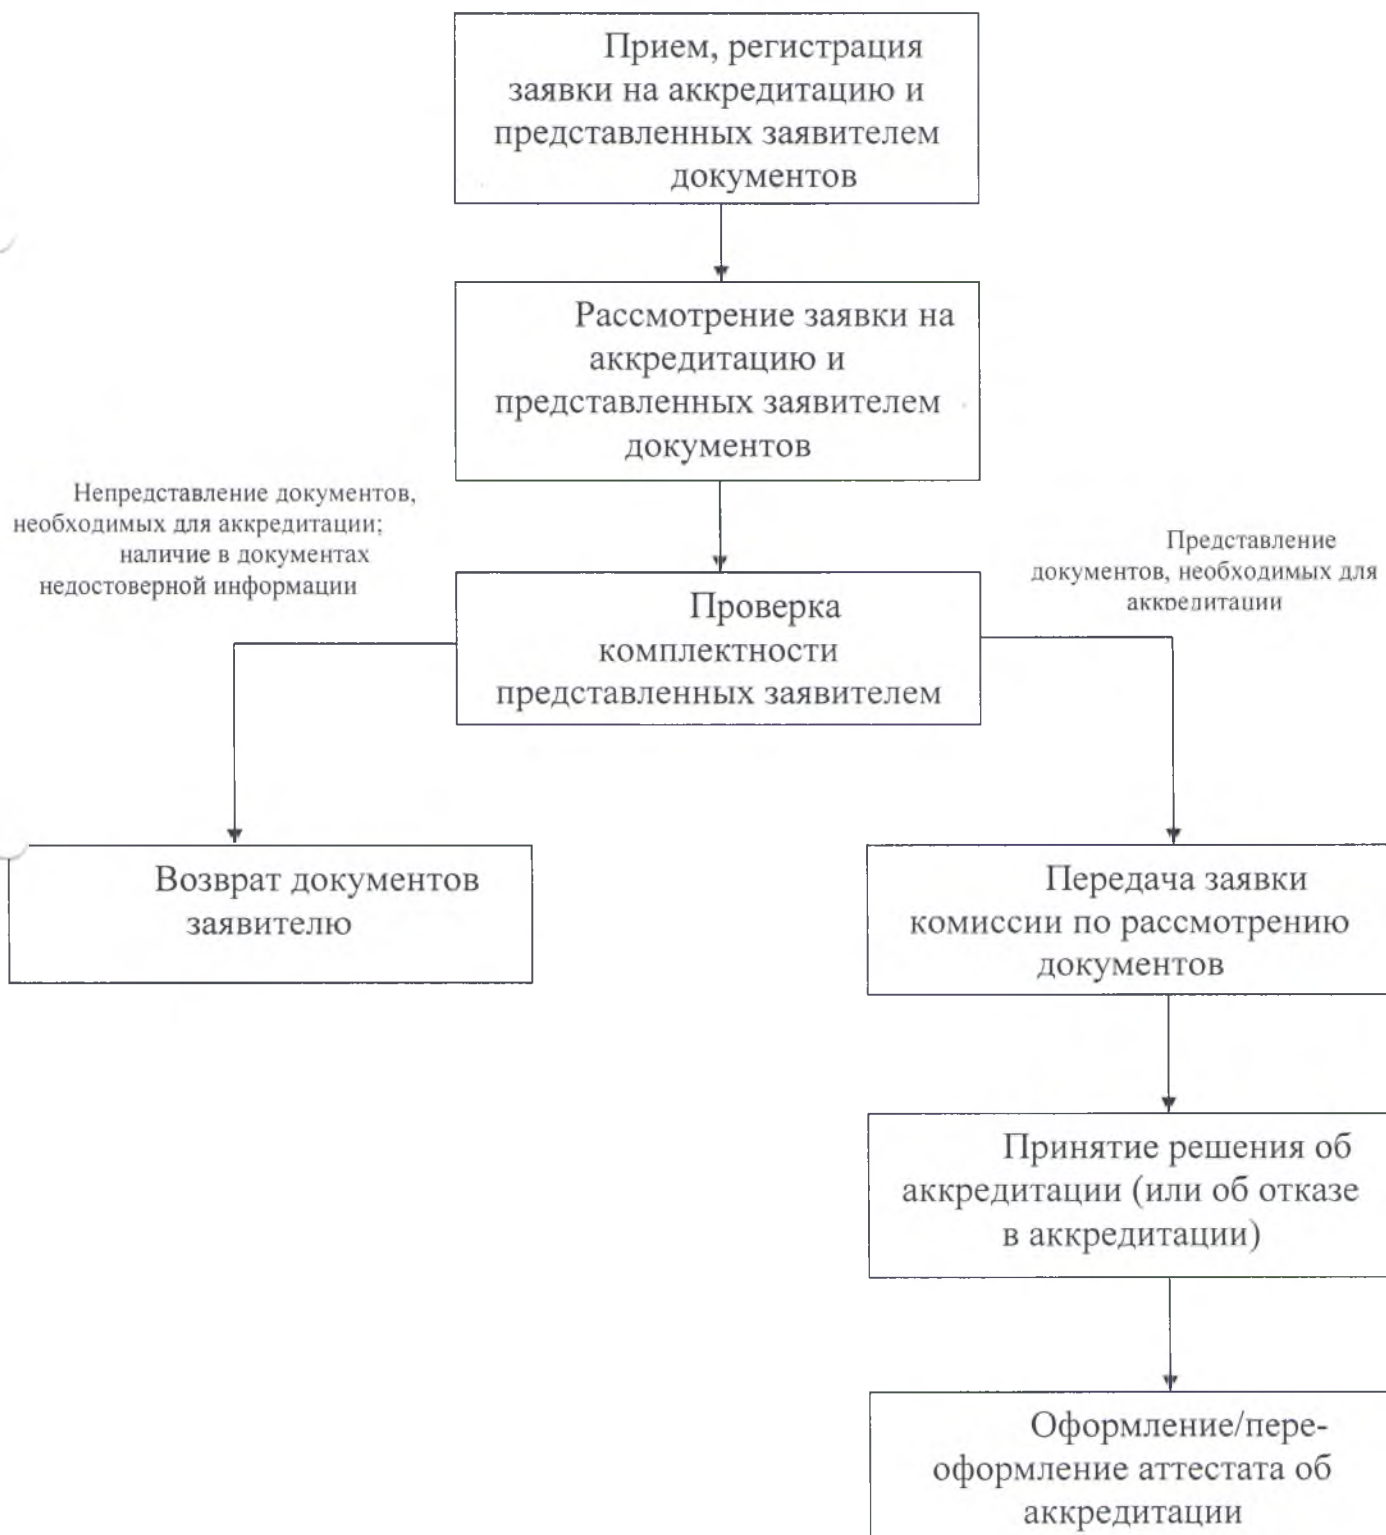 Прием, регистрация
заявки на аккредитацию и
представленных заявителем
документов
Рассмотрение заявки на
аккредитацию и
представленных заявителем
документов
Непредставление документов,
необходимых для аккредитации;
наличие в документах
недостоверной информации
Представление
документов, необходимых для
аккредитации
Проверка
комплектности
представленных заявителем
Возврат документов
заявителю
Передача заявки
комиссии по рассмотрению
документов
Принятие решения об
аккредитации (или об отказе
в аккредитации)
Оформление/пере-
оформление аттестата об
аккредитации